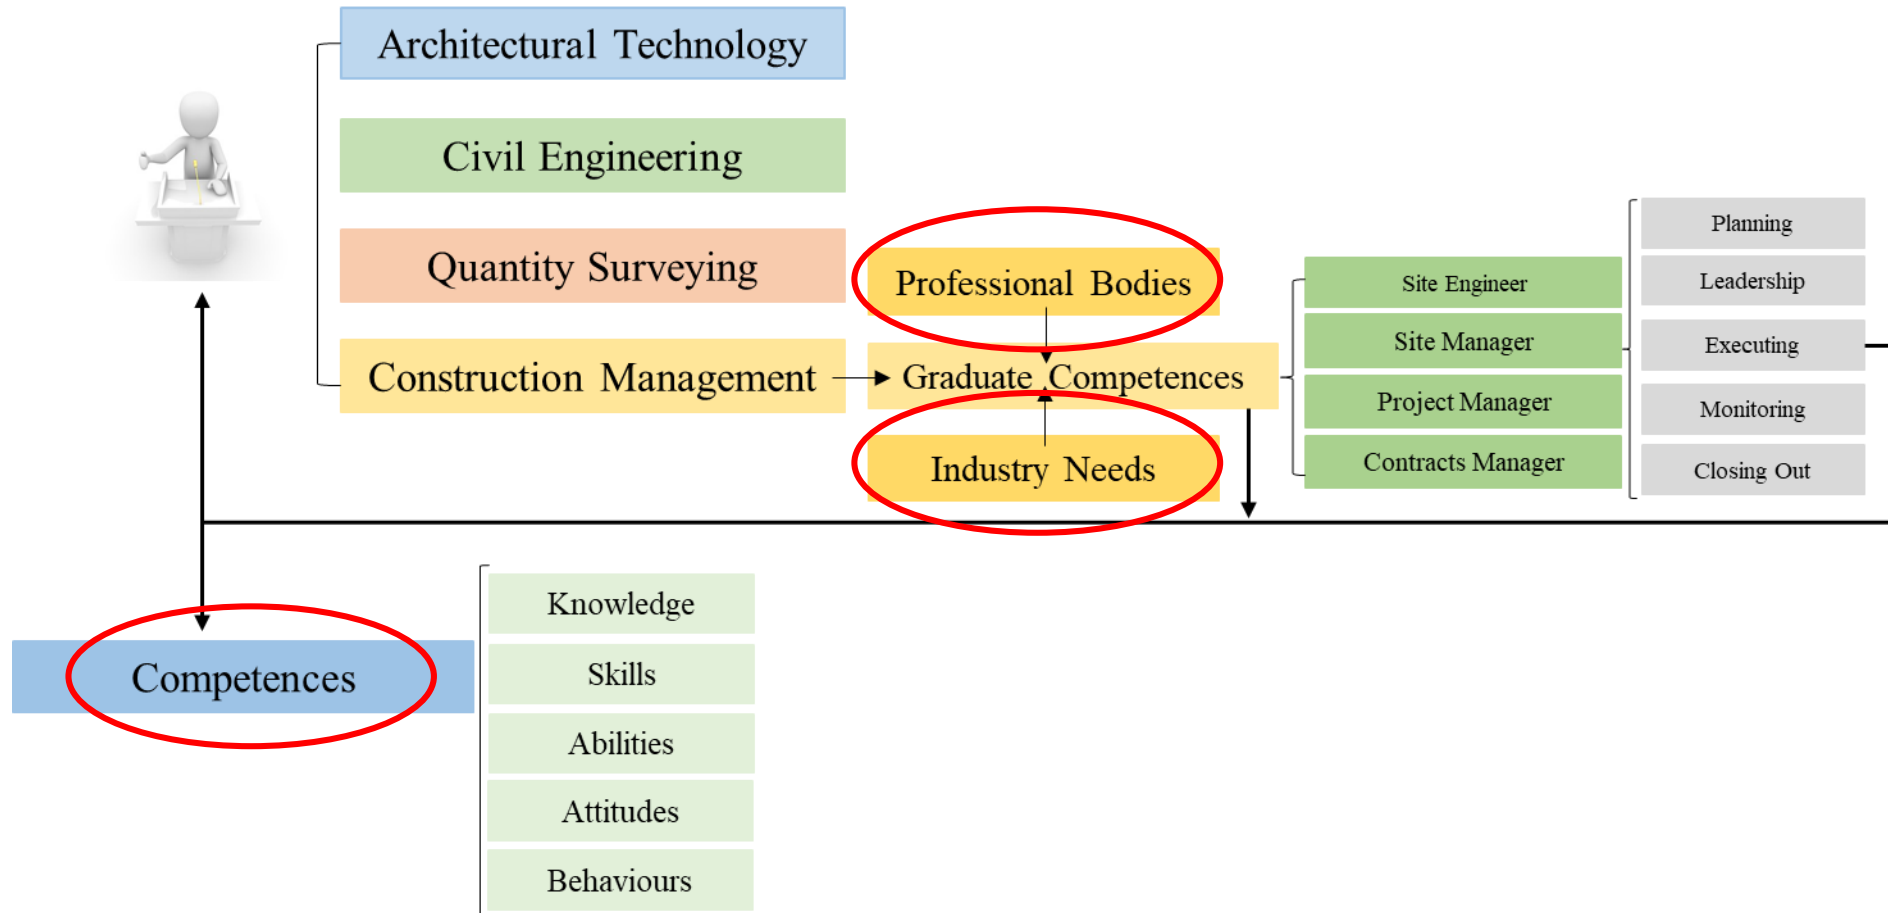 Architectural Technology
Civil Engineering
Quantity Surveying
Construction Management
Professional Bodies
Graduate Competences
Industry Needs
Site Engineer
Site Manager
Project Manager
Contracts Manager
Planning
Leadership
Executing
Monitoring
Closing Out
Competences
Knowledge
Skills
Abilities
Attitudes
Behaviours